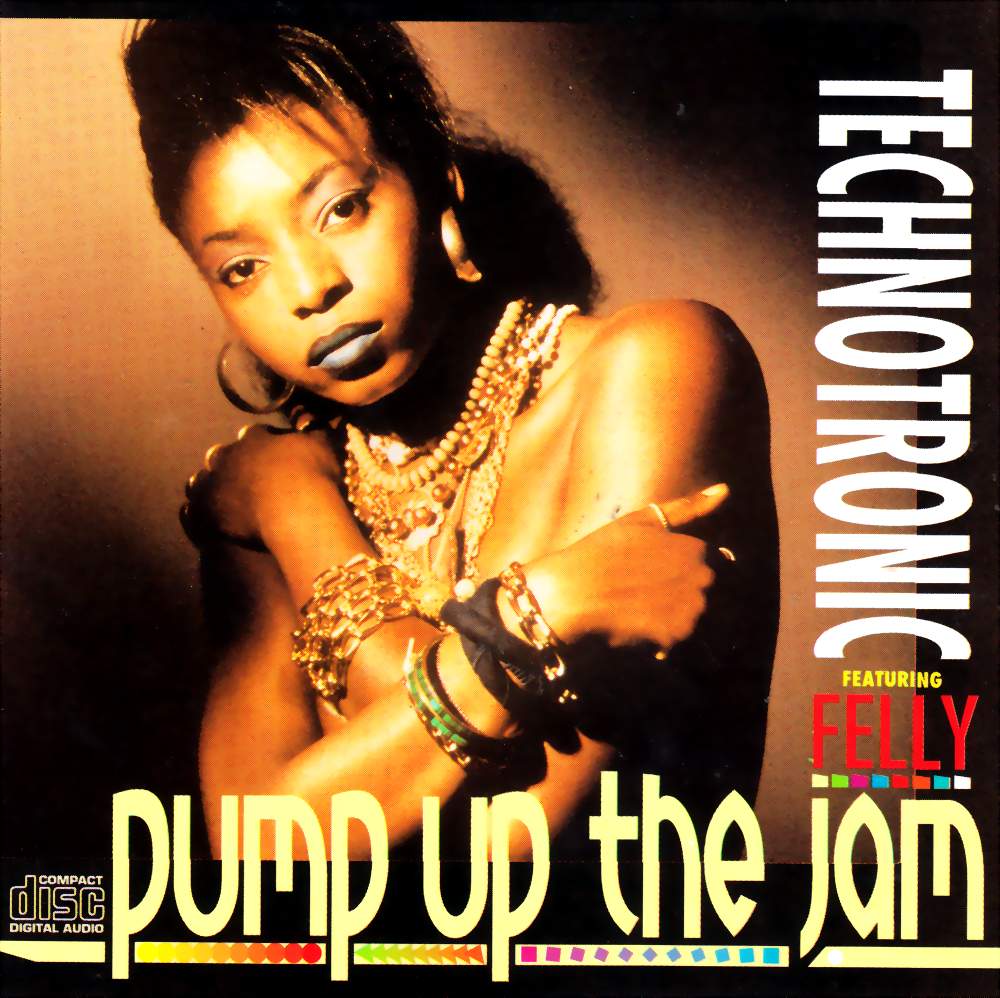 TECHNOTRONIC
FEATURING
FELLY
pump up the jam
COMPACT
disc
DIGITAL AUDIO